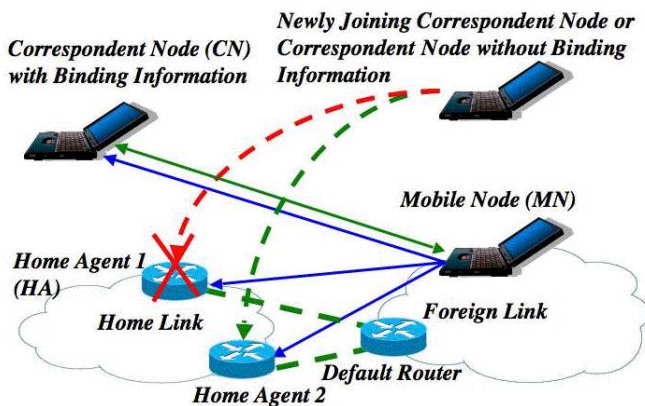 Correspondent Node (CN)
with Binding Information
Newly Joining Correspondent Node or
Correspondent Node without Binding
Information
Mobile Node (MN)
Home Agent 1
(HA)
Home Link
Foreign Link
Default Router
Home Agent 2